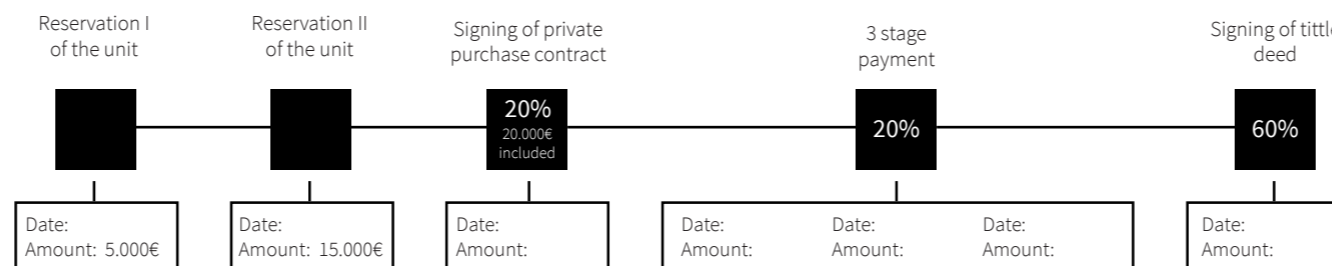 Reservation I
of the unit
Reservation II
of the unit
Signing of private
purchase contract
3 stage
payment
Signing of tittle
deed
20%
20.000€
included
20%
60%
Date:
Amount: 5.000€
Date:
Amount: 15.000€
Date:
Amount:
Date:
Amount:
Date:
Amount:
Date:
Amount:
Date:
Amount: